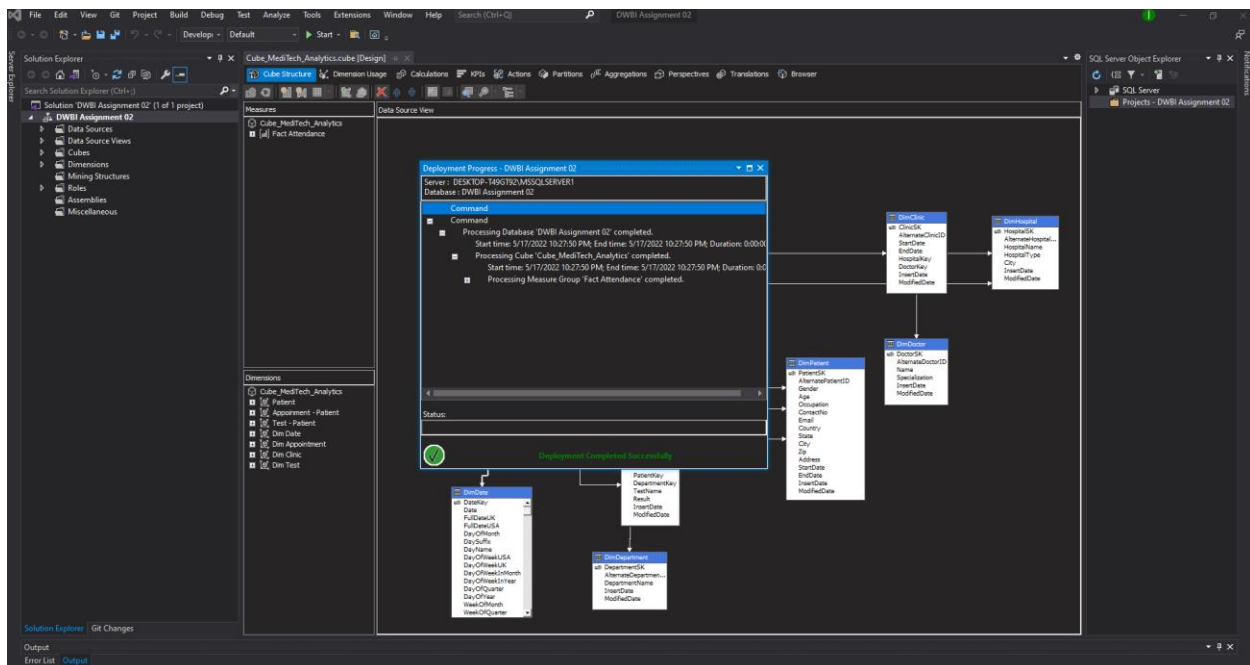 File Edit View Git Project Build Debug Test Analyze Tools Extensions Window Help Search (Ctrl+Q) DWBI Assignment 02
Developi Default Start
Server Explorer
Solution Explorer
Search Solution Explorer (Ctrl+;)
Solution 'DWBI Assignment 02' (1 of 1 project)
DWBI Assignment 02
Data Sources
Data Source Views
Cubes
Dimensions
Mining Structures
Roles
Assemblies
Miscellaneous
Solution Explorer Git Changes
Cube_MediTech_Analytics.cube [Design]
Cube Structure Dimension Usage Calculations KPIs Actions Partitions Aggregations Perspectives Translations Browser
Measures
Cube_MediTech_Analytics
Fact Attendance
Dimensions
Cube_MediTech_Analytics
Patient
Appoinment - Patient
Test - Patient
Dim Date
Dim Appointment
Dim Clinic
Dim Test
Data Source View
Deployment Progress - DWBI Assignment 02
Server : DESKTOP-T49GT92\MSSQLSERVER1
Database : DWBI Assignment 02
Command
Command
Processing Database 'DWBI Assignment 02' completed.
Start time: 5/17/2022 10:27:50 PM; End time: 5/17/2022 10:27:50 PM; Duration: 0:00:0
Processing Cube 'Cube_MediTech_Analytics' completed.
Start time: 5/17/2022 10:27:50 PM; End time: 5/17/2022 10:27:50 PM; Duration: 0:0
Processing Measure Group 'Fact Attendance' completed.
Status:
Deployment Completed Successfully
DimClinic
ClinicSK
AlternateClinicID
StartDate
EndDate
HospitalKey
DoctorKey
InsertDate
ModifiedDate
DimHospital
HospitalSK
AlternateHospital...
HospitalName
HospitalType
City
InsertDate
ModifiedDate
DimDoctor
DoctorSK
AlternateDoctorID
Name
Specialization
InsertDate
ModifiedDate
DimPatient
PatientSK
AlternatePatientID
Gender
Age
Occupation
ContactNo
Email
Country
State
City
Zip
Address
StartDate
EndDate
InsertDate
ModifiedDate
PatientKey
DepartmentKey
TestName
Result
InsertDate
ModifiedDate
DimDate
DateKey
Date
FullDateUK
FullDateUSA
DayOfMonth
DaySuffix
DayName
DayOfWeekUSA
DayOfWeekUK
DayOfWeekInMonth
DayOfWeekInYear
DayOfQuarter
DayOfYear
WeekOfMonth
WeekOfQuarter
DimDepartment
DepartmentSK
AlternateDepartmen...
DepartmentName
InsertDate
ModifiedDate
SQL Server Object Explorer
SQL Server
Projects - DWBI Assignment 02
Notifications
Output
Error List Output